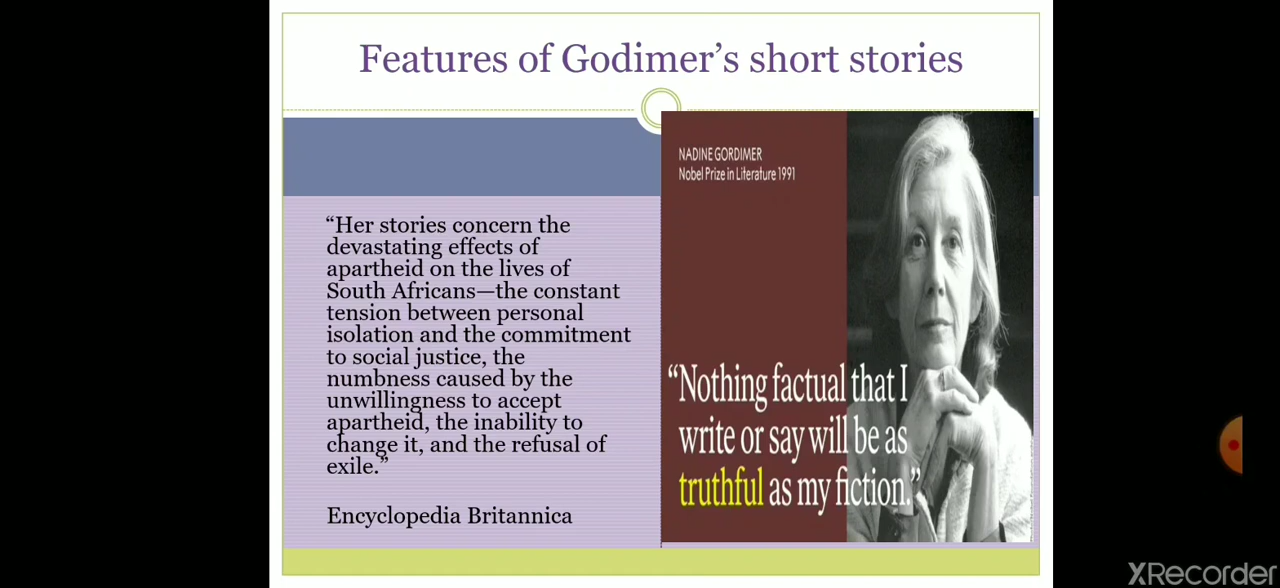 Features of Godimer's short stories
NADINE GORDIMER
Nobel Prize in Literature 1991
“Her stories concern the
devastating effects of
apartheid on the lives of
South Africans—the constant
tension between personal
isolation and the commitment
to social justice, the
numbness caused by the
unwillingness to accept
apartheid, the inability to
change it, and the refusal of
exile.”
Encyclopedia Britannica
“Nothing factual that I
write or say will be as
truthful as my fiction.”
XRecorder